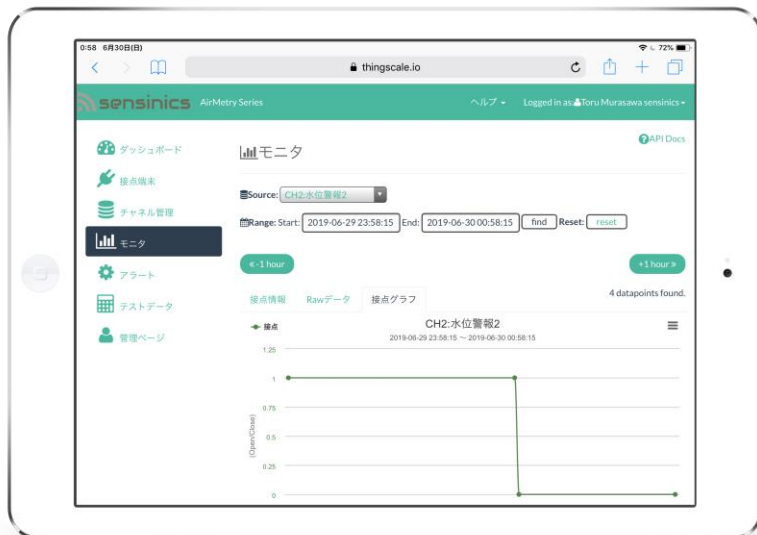 0:58 6月30日(日)
72%
thingscale.io
sensinics AirMetry Series ヘルプ Logged in as: Toru Murasawa sensinics
API Docs
ダッシュボード
接点端末
チャネル管理
モニタ
アラート
テストデータ
管理ページ
モニタ
Source: CH2:水位警報2
Range: Start: 2019-06-29 23:58:15 End: 2019-06-30 00:58:15 find Reset: reset
« -1 hour
+1 hour »
接点情報 Rawデータ 接点グラフ
4 datapoints found.
接点
CH2:水位警報2
2019-06-29 23:58:15 ～ 2019-06-30 00:58:15
(Open/Close)
1.25
1
0.75
0.5
0.25
0